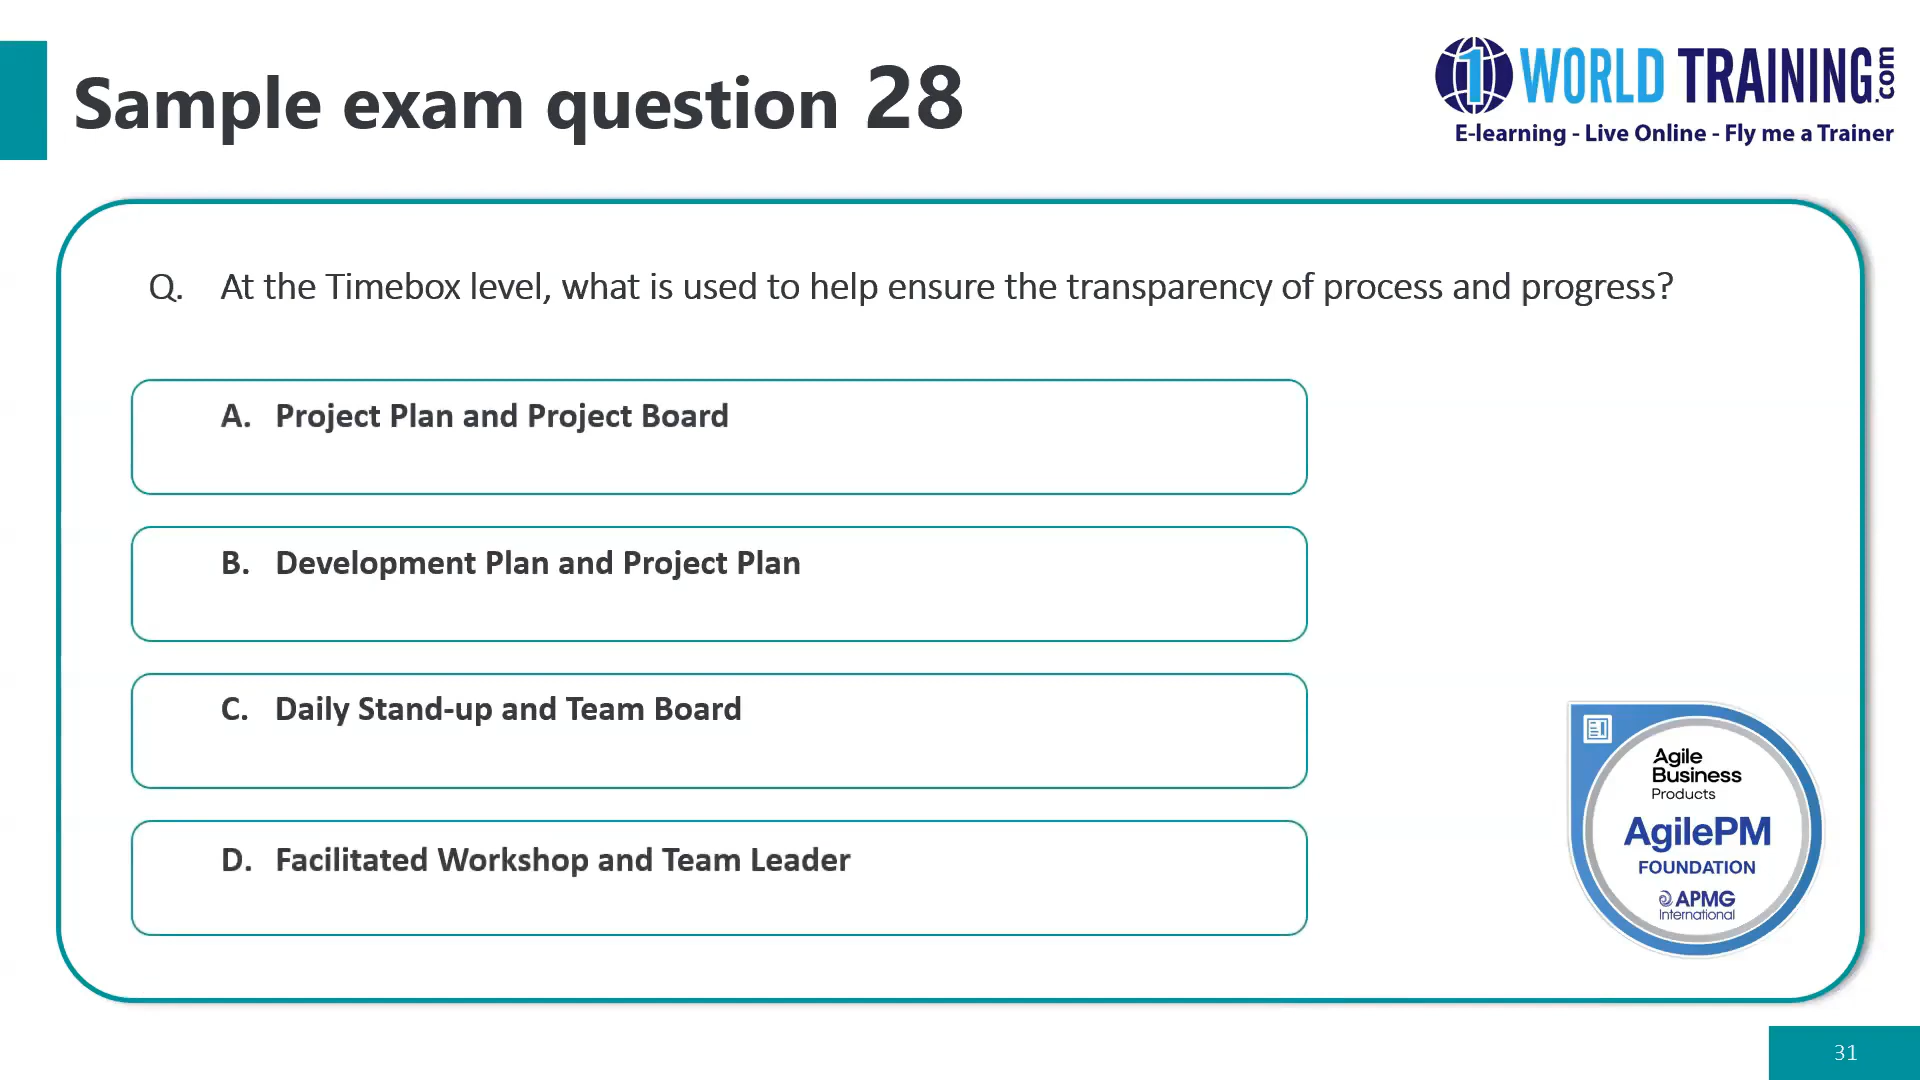 Sample exam question 28
1 WORLD TRAINING.com
E-learning - Live Online - Fly me a Trainer
Q. At the Timebox level, what is used to help ensure the transparency of process and progress?
A. Project Plan and Project Board
B. Development Plan and Project Plan
C. Daily Stand-up and Team Board
D. Facilitated Workshop and Team Leader
Agile
Business
Products
AgilePM
FOUNDATION
APMG
International
31